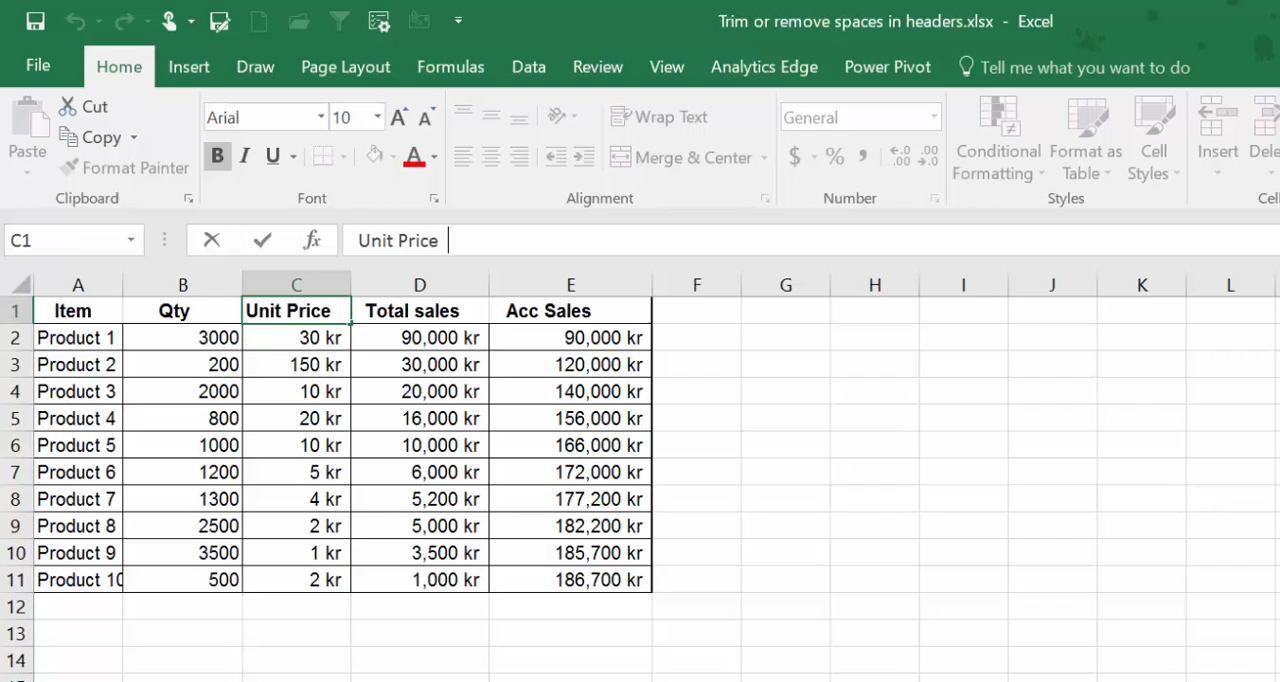 Trim or remove spaces in headers.xlsx - Excel
File Home Insert Draw Page Layout Formulas Data Review View Analytics Edge Power Pivot Tell me what you want to do
Cut
Copy
Format Painter
Paste
Clipboard
Arial 10
B I U
Font
Wrap Text
Merge & Center
Alignment
General
$ % ,
Number
Conditional Formatting
Format as Table
Cell Styles
Styles
Insert
Dele
Cel
C1 fx Unit Price
A B C D E F G H I J K L
1 Item Qty Unit Price Total sales Acc Sales
2 Product 1 3000 30 kr 90,000 kr 90,000 kr
3 Product 2 200 150 kr 30,000 kr 120,000 kr
4 Product 3 2000 10 kr 20,000 kr 140,000 kr
5 Product 4 800 20 kr 16,000 kr 156,000 kr
6 Product 5 1000 10 kr 10,000 kr 166,000 kr
7 Product 6 1200 5 kr 6,000 kr 172,000 kr
8 Product 7 1300 4 kr 5,200 kr 177,200 kr
9 Product 8 2500 2 kr 5,000 kr 182,200 kr
10 Product 9 3500 1 kr 3,500 kr 185,700 kr
11 Product 10 500 2 kr 1,000 kr 186,700 kr
12
13
14